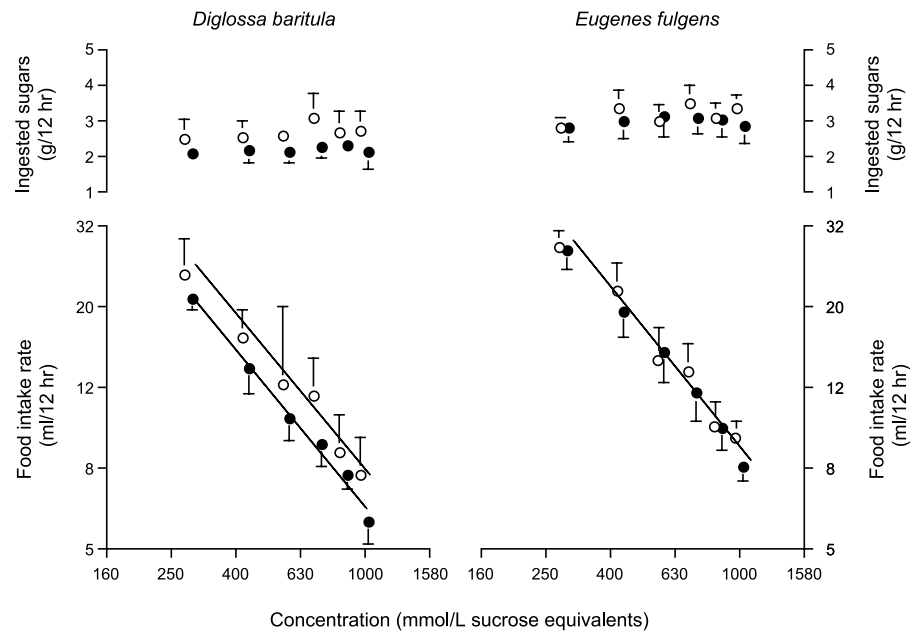 Diglossa baritula
Eugenes fulgens
Ingested sugars
(g/12 hr)
5
4
3
2
1
5
4
3
2
1
Ingested sugars
(g/12 hr)
Food intake rate
(ml/12 hr)
32
20
12
8
5
32
20
12
8
5
Food intake rate
(ml/12 hr)
160 250 400 630 1000 1580
160 250 400 630 1000 1580
Concentration (mmol/L sucrose equivalents)